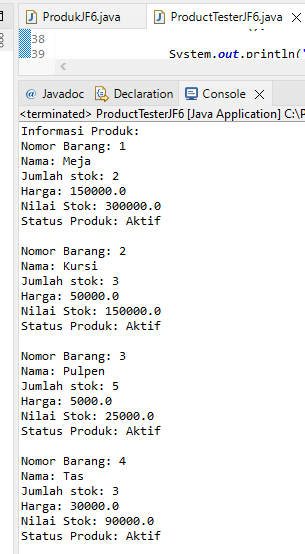 ProdukJF6.java
ProductTesterJF6.java
38
39
System.out.println("
@ Javadoc
Declaration
Console
<terminated> ProductTesterJF6 [Java Application] C:\P
Informasi Produk:
Nomor Barang: 1
Nama: Meja
Jumlah stok: 2
Harga: 150000.0
Nilai Stok: 300000.0
Status Produk: Aktif
Nomor Barang: 2
Nama: Kursi
Jumlah stok: 3
Harga: 50000.0
Nilai Stok: 150000.0
Status Produk: Aktif
Nomor Barang: 3
Nama: Pulpen
Jumlah stok: 5
Harga: 5000.0
Nilai Stok: 25000.0
Status Produk: Aktif
Nomor Barang: 4
Nama: Tas
Jumlah stok: 3
Harga: 30000.0
Nilai Stok: 90000.0
Status Produk: Aktif